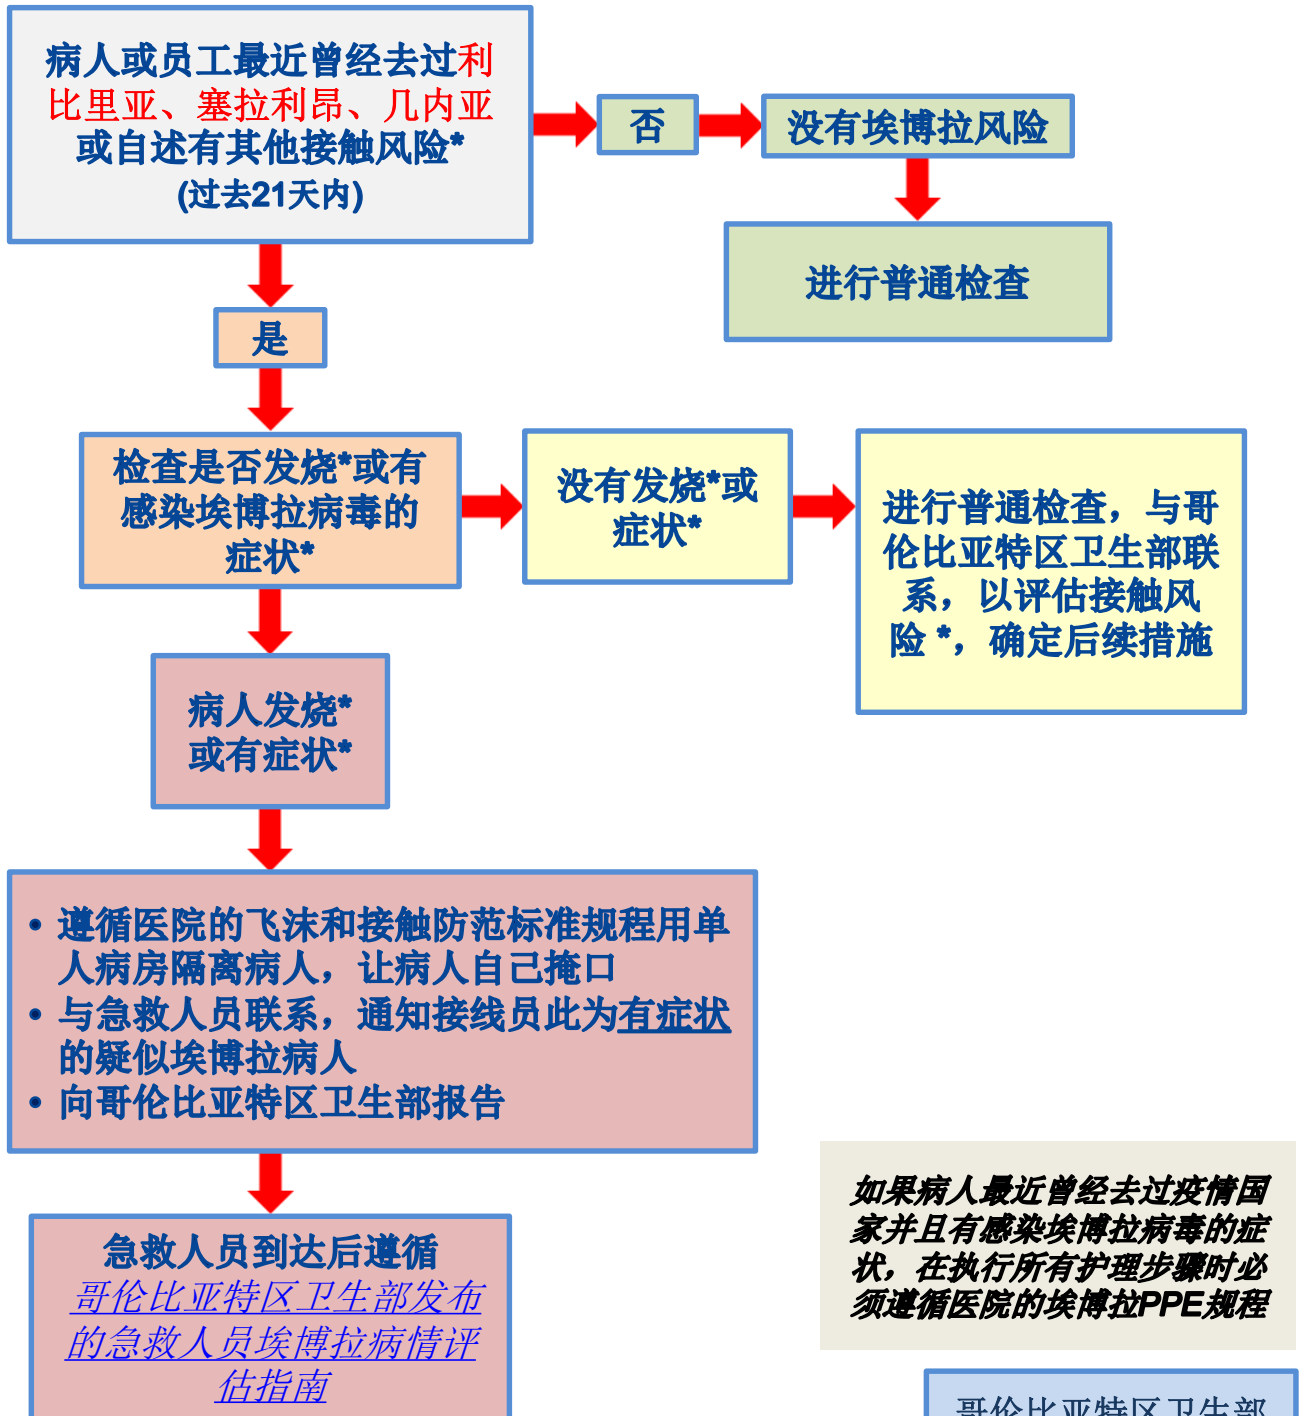 病人或员工最近曾经去过利
比里亚、塞拉利昂、几内亚
或自述有其他接触风险*
(过去21天内)
否
没有埃博拉风险
进行普通检查
是
检查是否发烧*或有
感染埃博拉病毒的
症状*
没有发烧*或
症状*
进行普通检查，与哥
伦比亚特区卫生部联
系，以评估接触风
险 *，确定后续措施
病人发烧*
或有症状*
• 遵循医院的飞沫和接触防范标准规程用单
人病房隔离病人，让病人自己掩口
• 与急救人员联系，通知接线员此为有症状
的疑似埃博拉病人
• 向哥伦比亚特区卫生部报告
急救人员到达后遵循
哥伦比亚特区卫生部发布
的急救人员埃博拉病情评
估指南
如果病人最近曾经去过疫情国
家并且有感染埃博拉病毒的症
状，在执行所有护理步骤时必
须遵循医院的埃博拉PPE规程
哥伦比亚特区卫生部